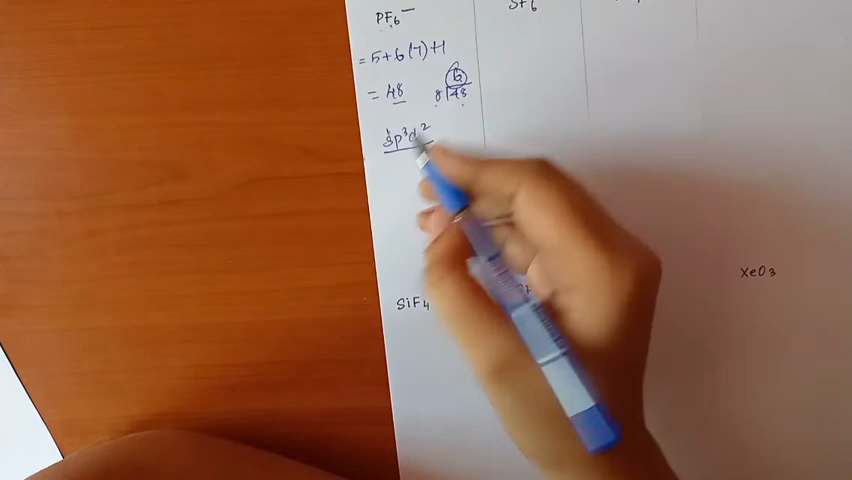 PF₆⁻
SF₆
= 5+6(7)+1
= 48
6
8⟌48
sp³d²
SiF₄
XeO₃